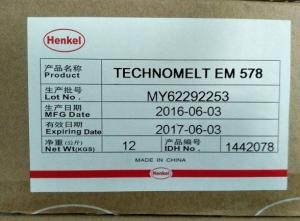 Henkel
产品名称
Product
TECHNOMELT EM 578
生产批号
Lot No.
MY62292253
生产日期
MFG Date
2016-06-03
有效日期
Expiring Date
2017-06-03
净重(公斤)
Net Wt(KGS)
12
产品编号
IDH No.
1442078
MADE IN CHINA
Henkel